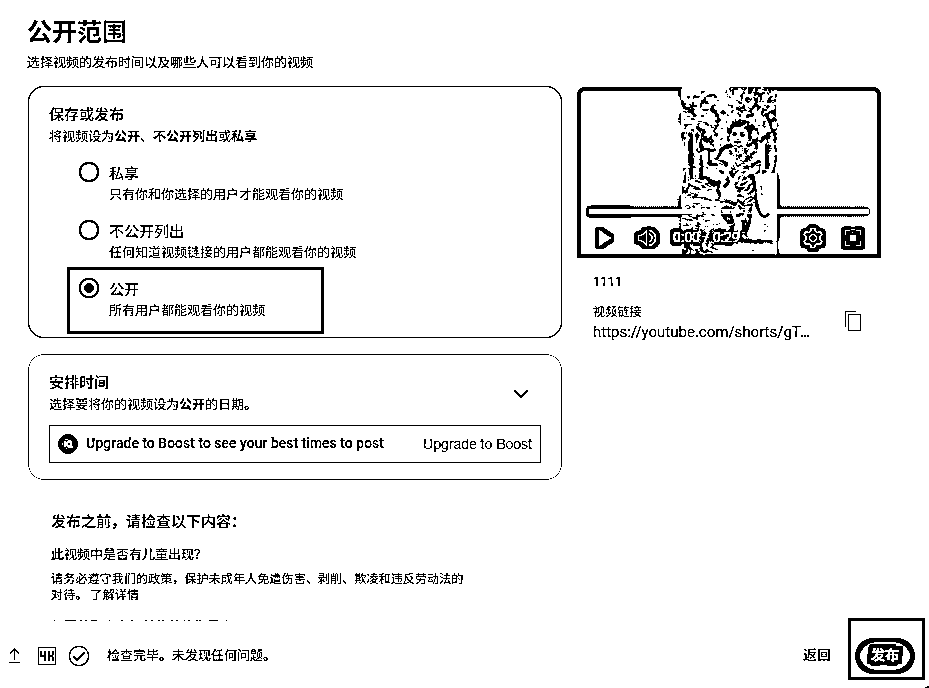 公开范围
选择视频的发布时间以及哪些人可以看到你的视频
保存或发布
将视频设为公开、不公开列出或私享
私享
只有你和你选择的用户才能观看你的视频
不公开列出
任何知道视频链接的用户都能观看你的视频
公开
所有用户都能观看你的视频
0:00 / 0:29
1111
视频链接
https://youtube.com/shorts/gT...
安排时间
选择要将你的视频设为公开的日期。
Upgrade to Boost to see your best times to post
Upgrade to Boost
发布之前，请检查以下内容：
此视频中是否有儿童出现？
请务必遵守我们的政策，保护未成年人免遭伤害、剥削、欺凌和违反劳动法的
对待。 了解详情
4K
检查完毕。未发现任何问题。
返回
发布